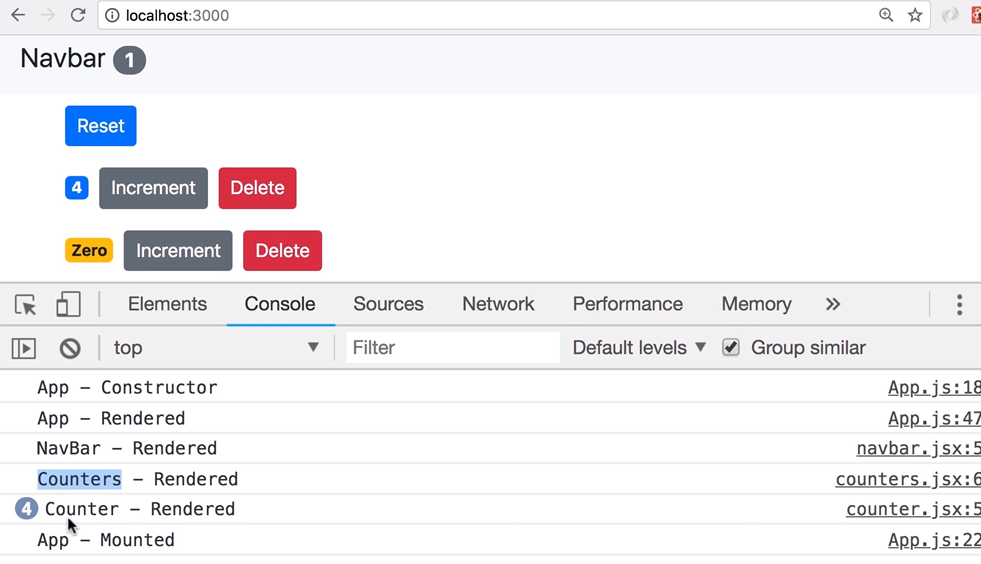 localhost:3000
Navbar 1
Reset
4 Increment Delete
Zero Increment Delete
Elements Console Sources Network Performance Memory »
top ▼ Filter Default levels ▼ Group similar
App – Constructor App.js:18
App – Rendered App.js:47
NavBar – Rendered navbar.jsx:5
Counters – Rendered counters.jsx:6
4 Counter – Rendered counter.jsx:5
App – Mounted App.js:22